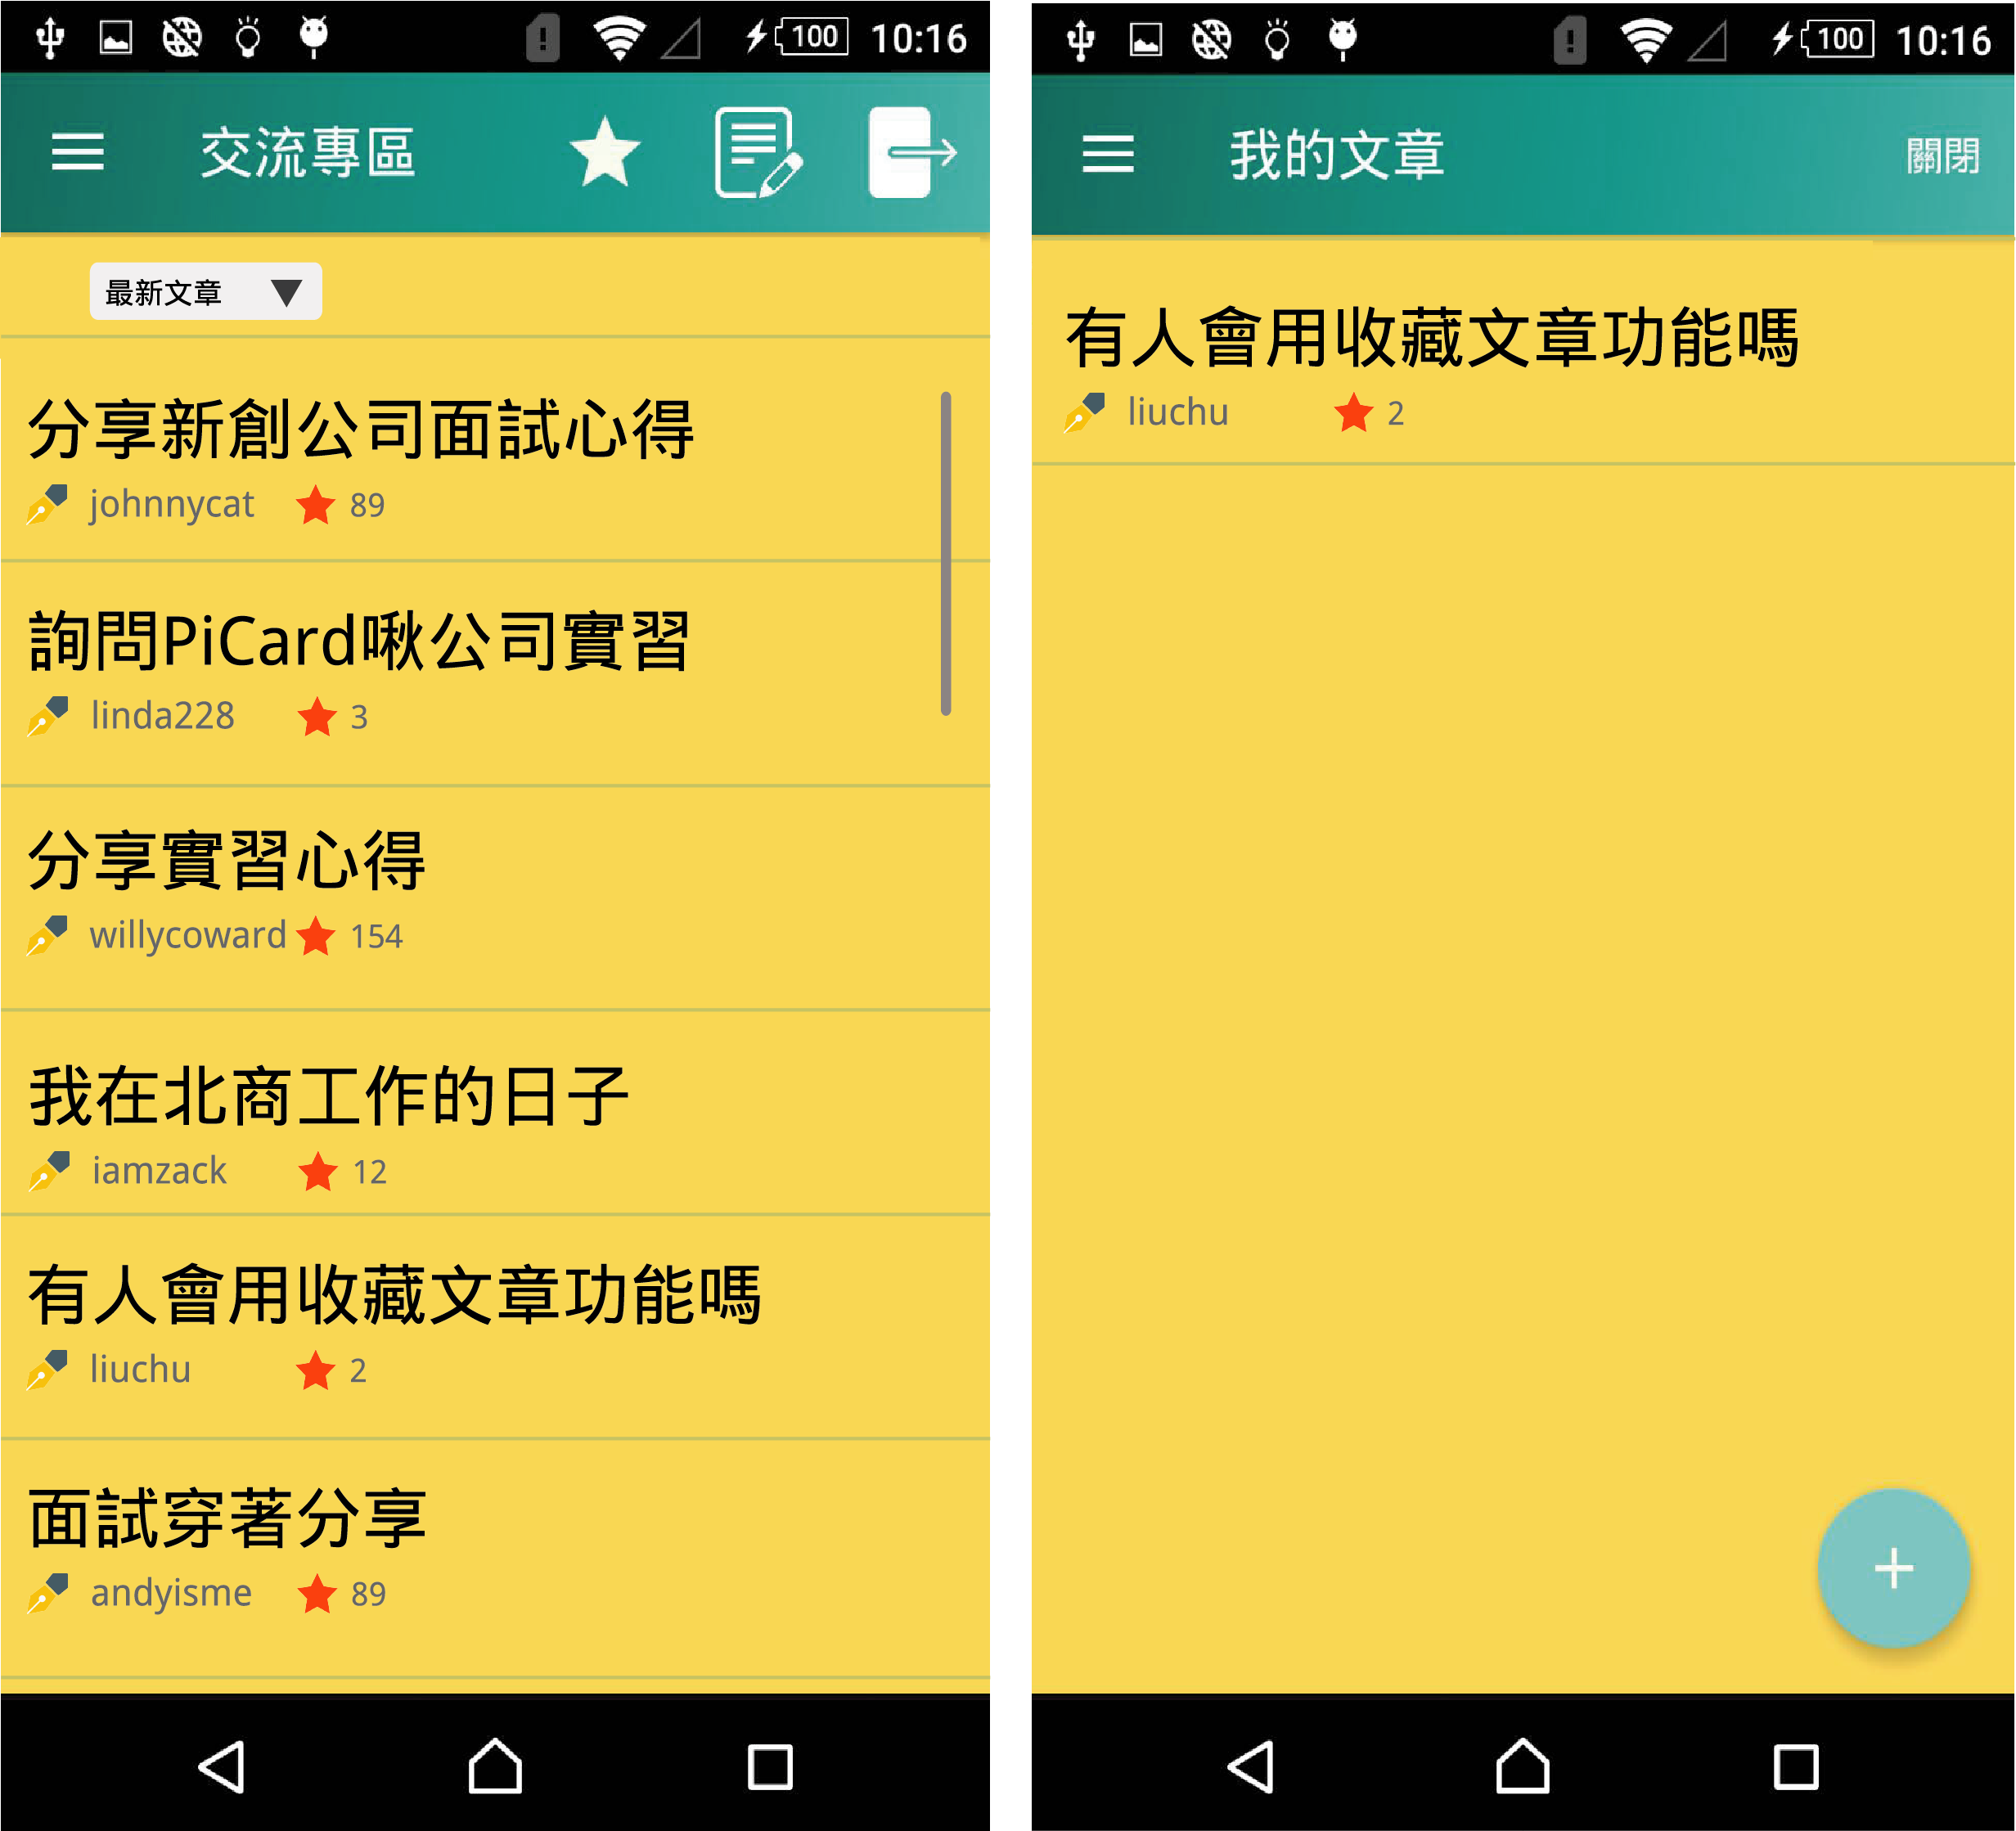 100 10:16
交流專區
最新文章
分享新創公司面試心得
johnnycat 89
詢問PiCard啾公司實習
linda228 3
分享實習心得
willycoward 154
我在北商工作的日子
iamzack 12
有人會用收藏文章功能嗎
liuchu 2
面試穿著分享
andyisme 89
100 10:16
我的文章 關閉
有人會用收藏文章功能嗎
liuchu 2
+